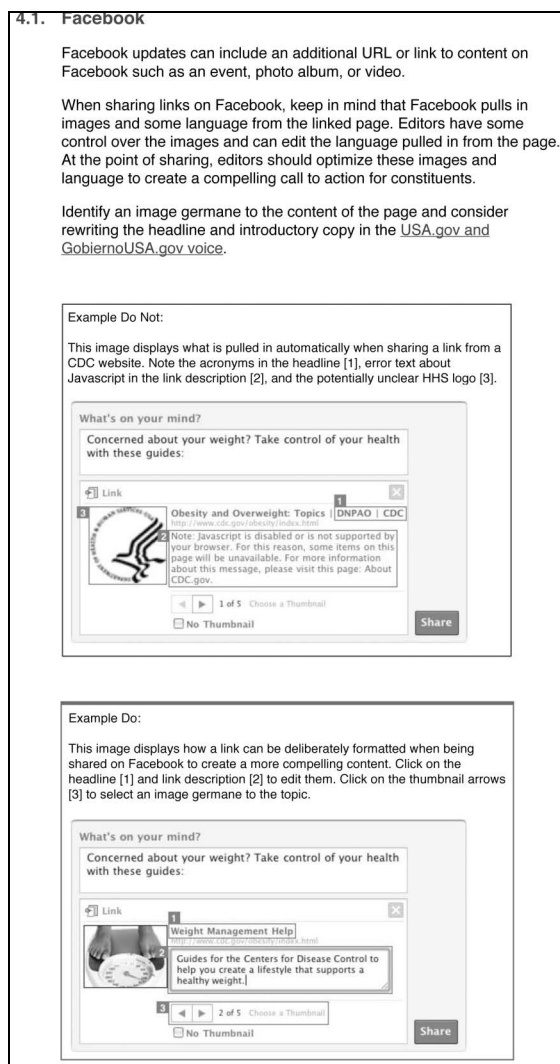 4.1. Facebook
Facebook updates can include an additional URL or link to content on
Facebook such as an event, photo album, or video.
When sharing links on Facebook, keep in mind that Facebook pulls in
images and some language from the linked page. Editors have some
control over the images and can edit the language pulled in from the page.
At the point of sharing, editors should optimize these images and
language to create a compelling call to action for constituents.
Identify an image germane to the content of the page and consider
rewriting the headline and introductory copy in the USA.gov and
GobiernoUSA.gov voice.
Example Do Not:
This image displays what is pulled in automatically when sharing a link from a
CDC website. Note the acronyms in the headline [1], error text about
Javascript in the link description [2], and the potentially unclear HHS logo [3].
What's on your mind?
Concerned about your weight? Take control of your health
with these guides:
Link
1
3
Obesity and Overweight: Topics | DNPAO | CDC
http://www.cdc.gov/obesity/index.html
2
Note: Javascript is disabled or is not supported by
your browser. For this reason, some items on this
page will be unavailable. For more information
about this message, please visit this page: About
CDC.gov.
1 of 5 Choose a Thumbnail
No Thumbnail
Share
Example Do:
This image displays how a link can be deliberately formatted when being
shared on Facebook to create a more compelling content. Click on the
headline [1] and link description [2] to edit them. Click on the thumbnail arrows
[3] to select an image germane to the topic.
What's on your mind?
Concerned about your weight? Take control of your health
with these guides:
Link
1
Weight Management Help
http://www.cdc.gov/obesity/index.html
2
Guides for the Centers for Disease Control to
help you create a lifestyle that supports a
healthy weight.
3
2 of 5 Choose a Thumbnail
No Thumbnail
Share